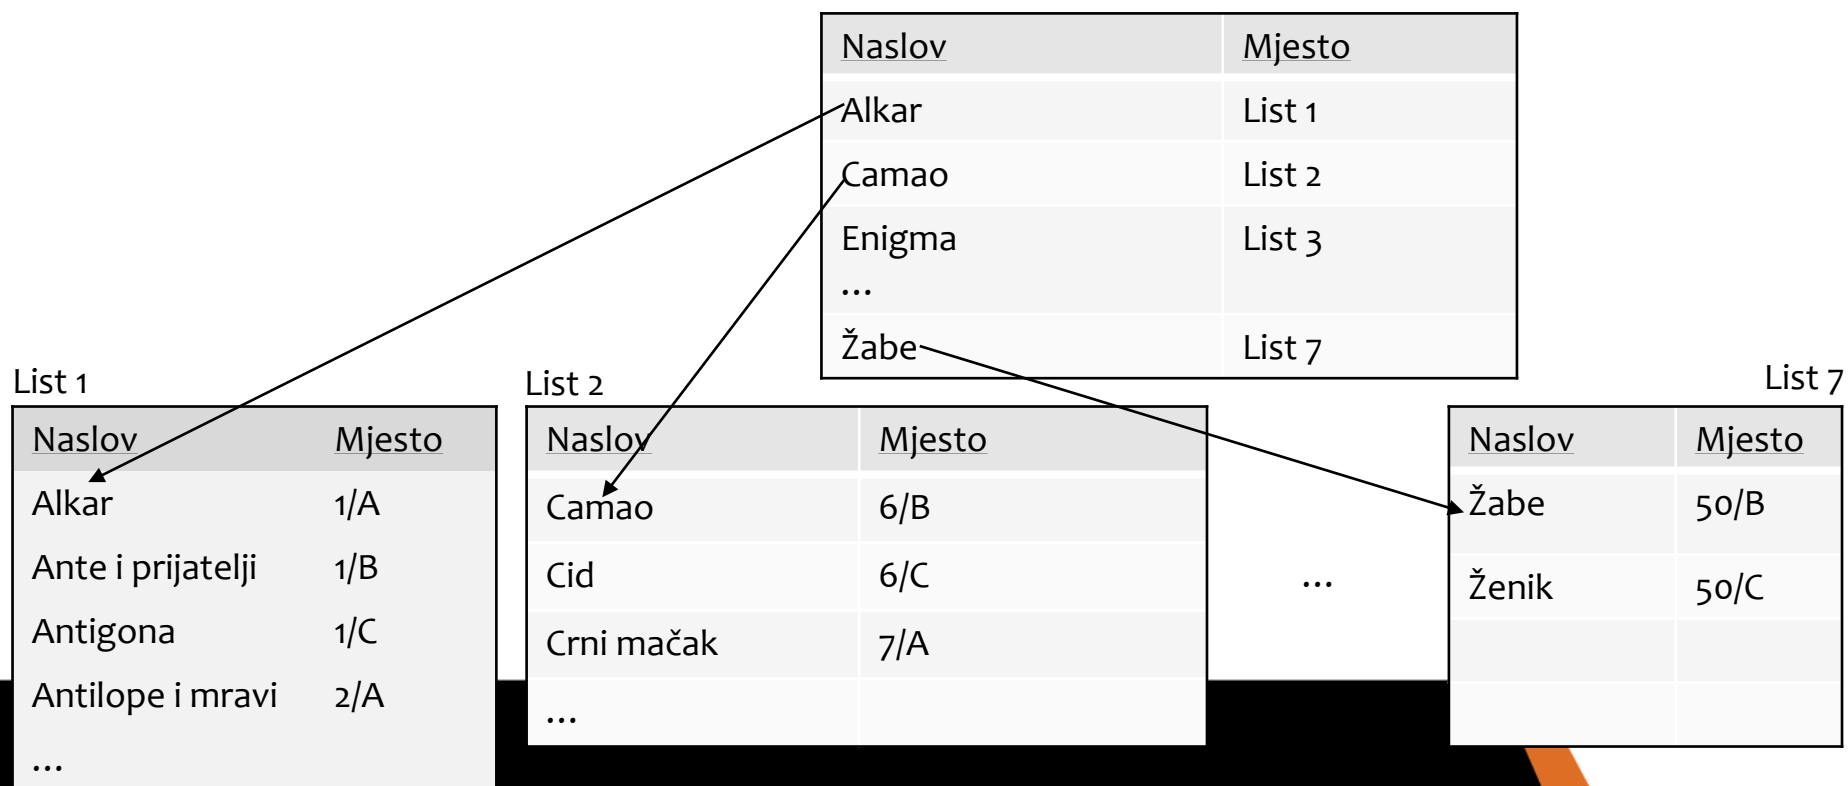 Naslov Mjesto
Alkar List 1
Camao List 2
Enigma List 3
...
Žabe List 7
List 1
Naslov Mjesto
Alkar 1/A
Ante i prijatelji 1/B
Antigona 1/C
Antilope i mravi 2/A
...
List 2
Naslov Mjesto
Camao 6/B
Cid 6/C
Crni mačak 7/A
...
...
List 7
Naslov Mjesto
Žabe 50/B
Ženik 50/C